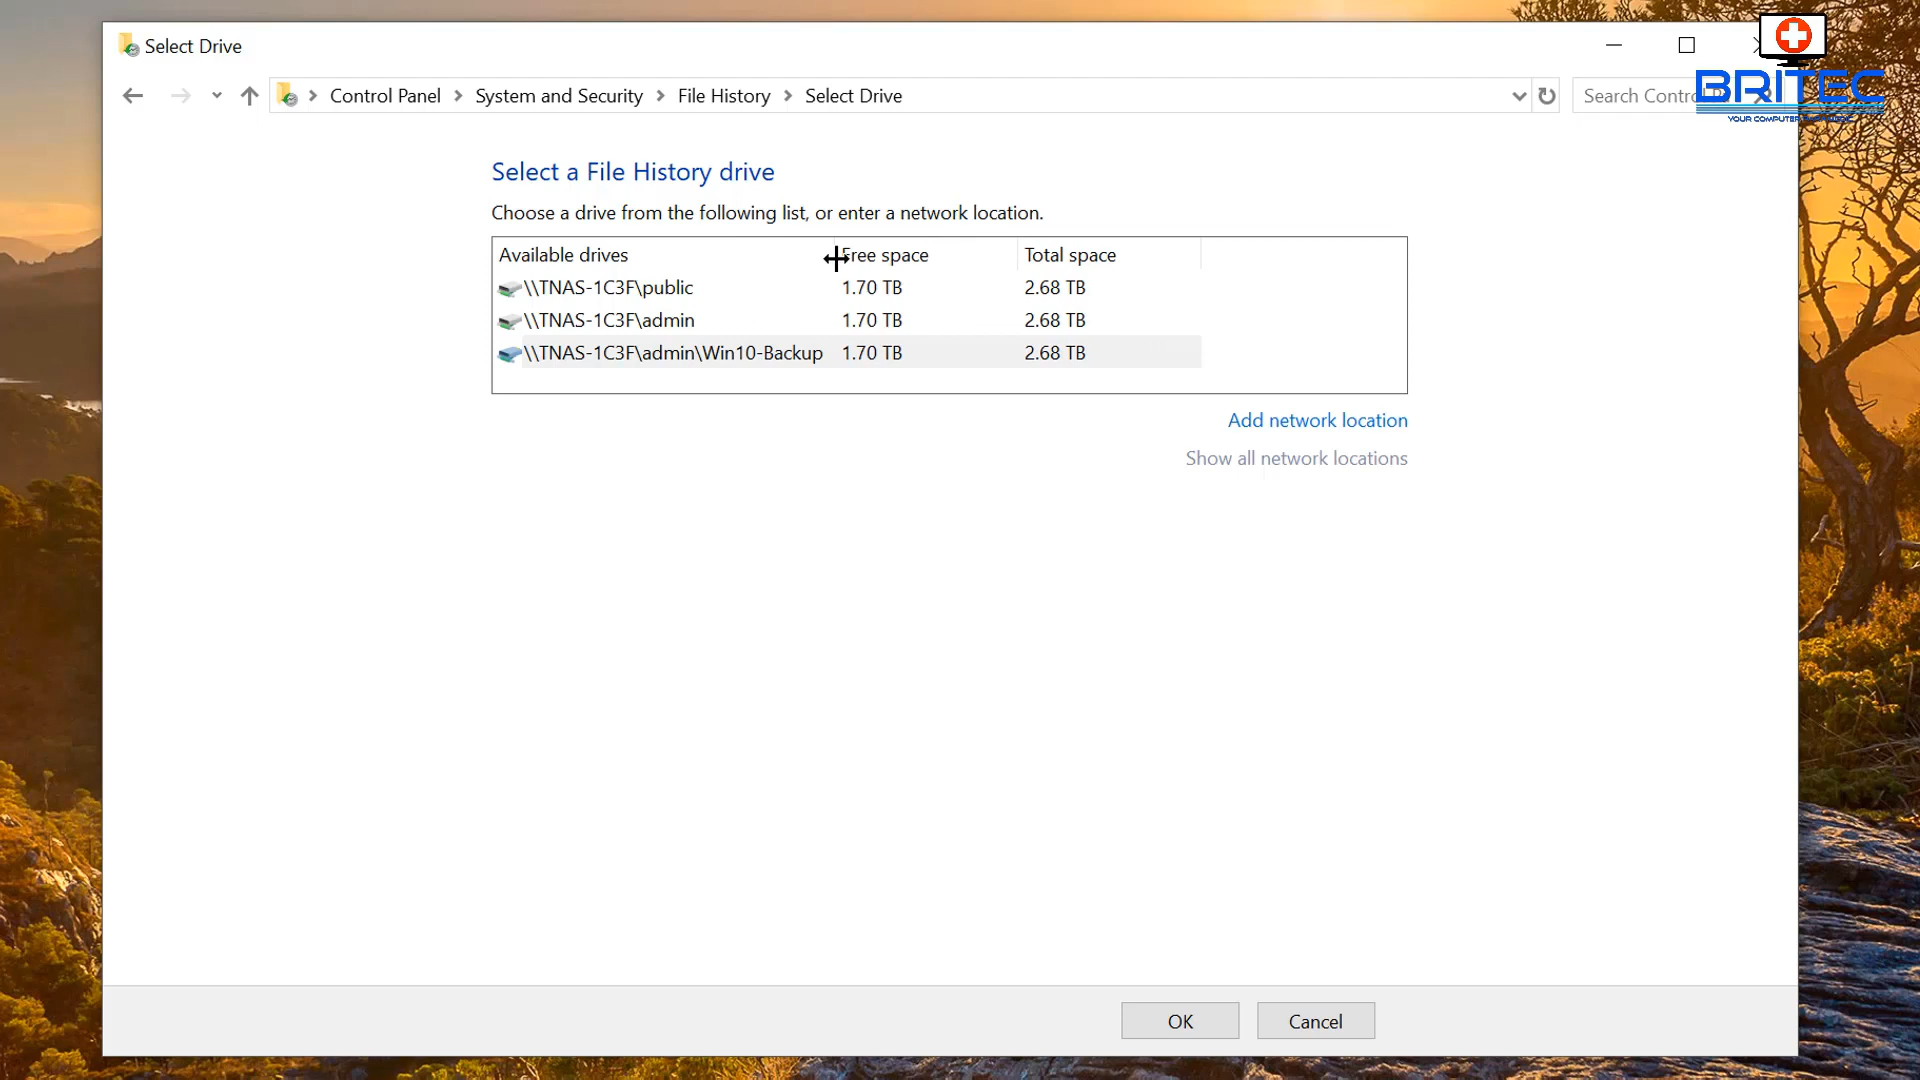 Select Drive
Control Panel > System and Security > File History > Select Drive
Search Control
BRITEC
Select a File History drive
Choose a drive from the following list, or enter a network location.
Available drives Free space Total space
\\TNAS-1C3F\public 1.70 TB 2.68 TB
\\TNAS-1C3F\admin 1.70 TB 2.68 TB
\\TNAS-1C3F\admin\Win10-Backup 1.70 TB 2.68 TB
Add network location
Show all network locations
OK Cancel